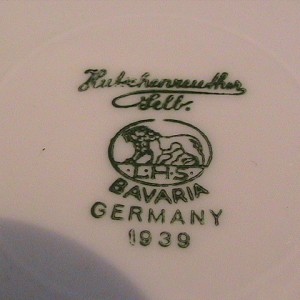 Hutschenreuther
Selb.
L.H.S.
BAVARIA
GERMANY
1939